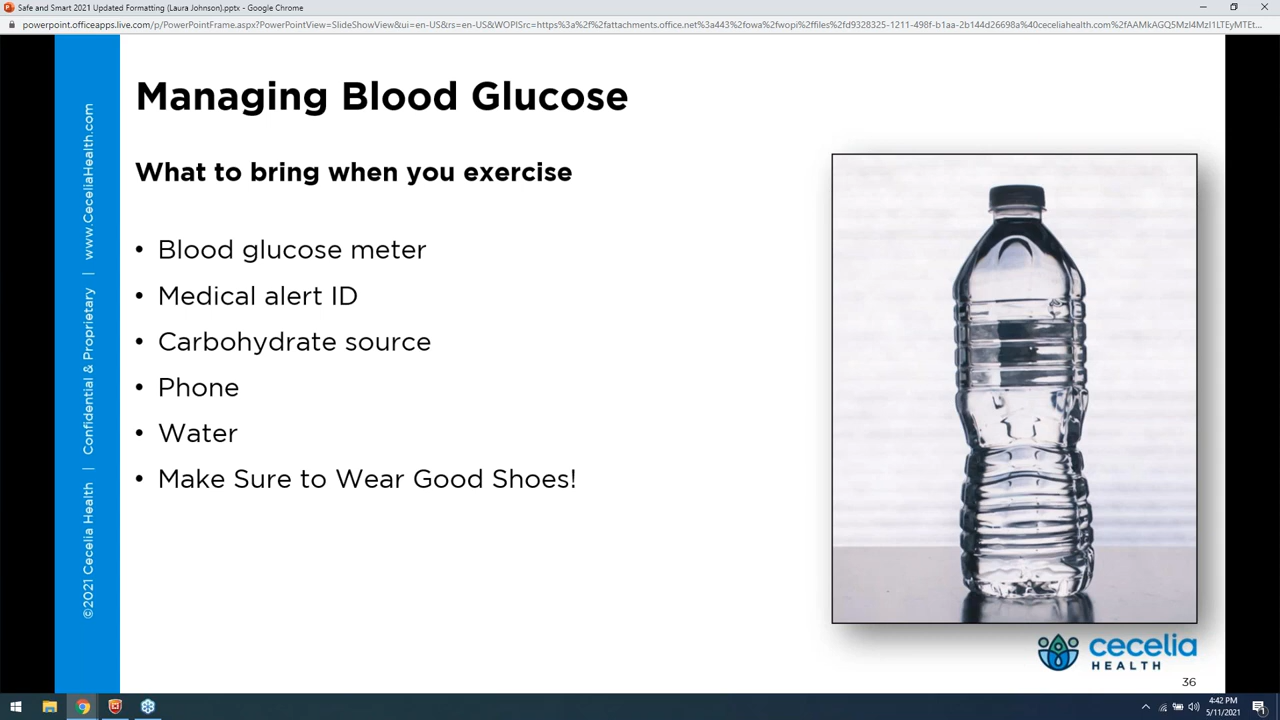 Safe and Smart 2021 Updated Formatting (Laura Johnson).pptx - Google Chrome
Managing Blood Glucose
What to bring when you exercise
• Blood glucose meter
• Medical alert ID
• Carbohydrate source
• Phone
• Water
• Make Sure to Wear Good Shoes!
©2021 Cecelia Health | Confidential & Proprietary | www.CeceliaHealth.com
cecelia
HEALTH
36
4:42 PM
5/11/2021